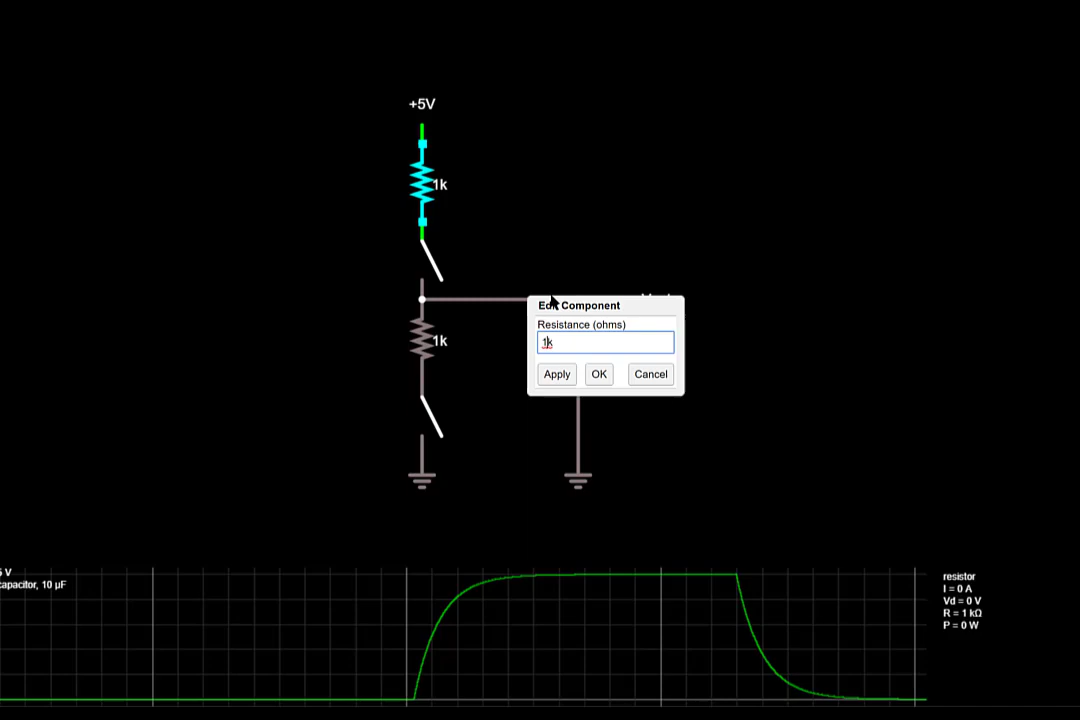 +5V
1k
Edit Component
Resistance (ohms)
1k
1k
Apply OK Cancel
5 V
capacitor, 10 μF
resistor
I = 0 A
Vd = 0 V
R = 1 kΩ
P = 0 W